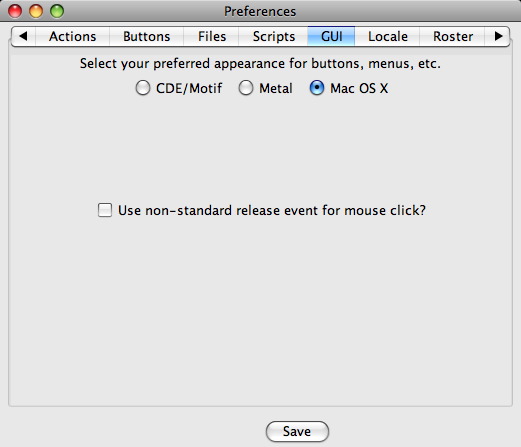 Preferences
Actions Buttons Files Scripts GUI Locale Roster
Select your preferred appearance for buttons, menus, etc.
CDE/Motif Metal Mac OS X
Use non-standard release event for mouse click?
Save